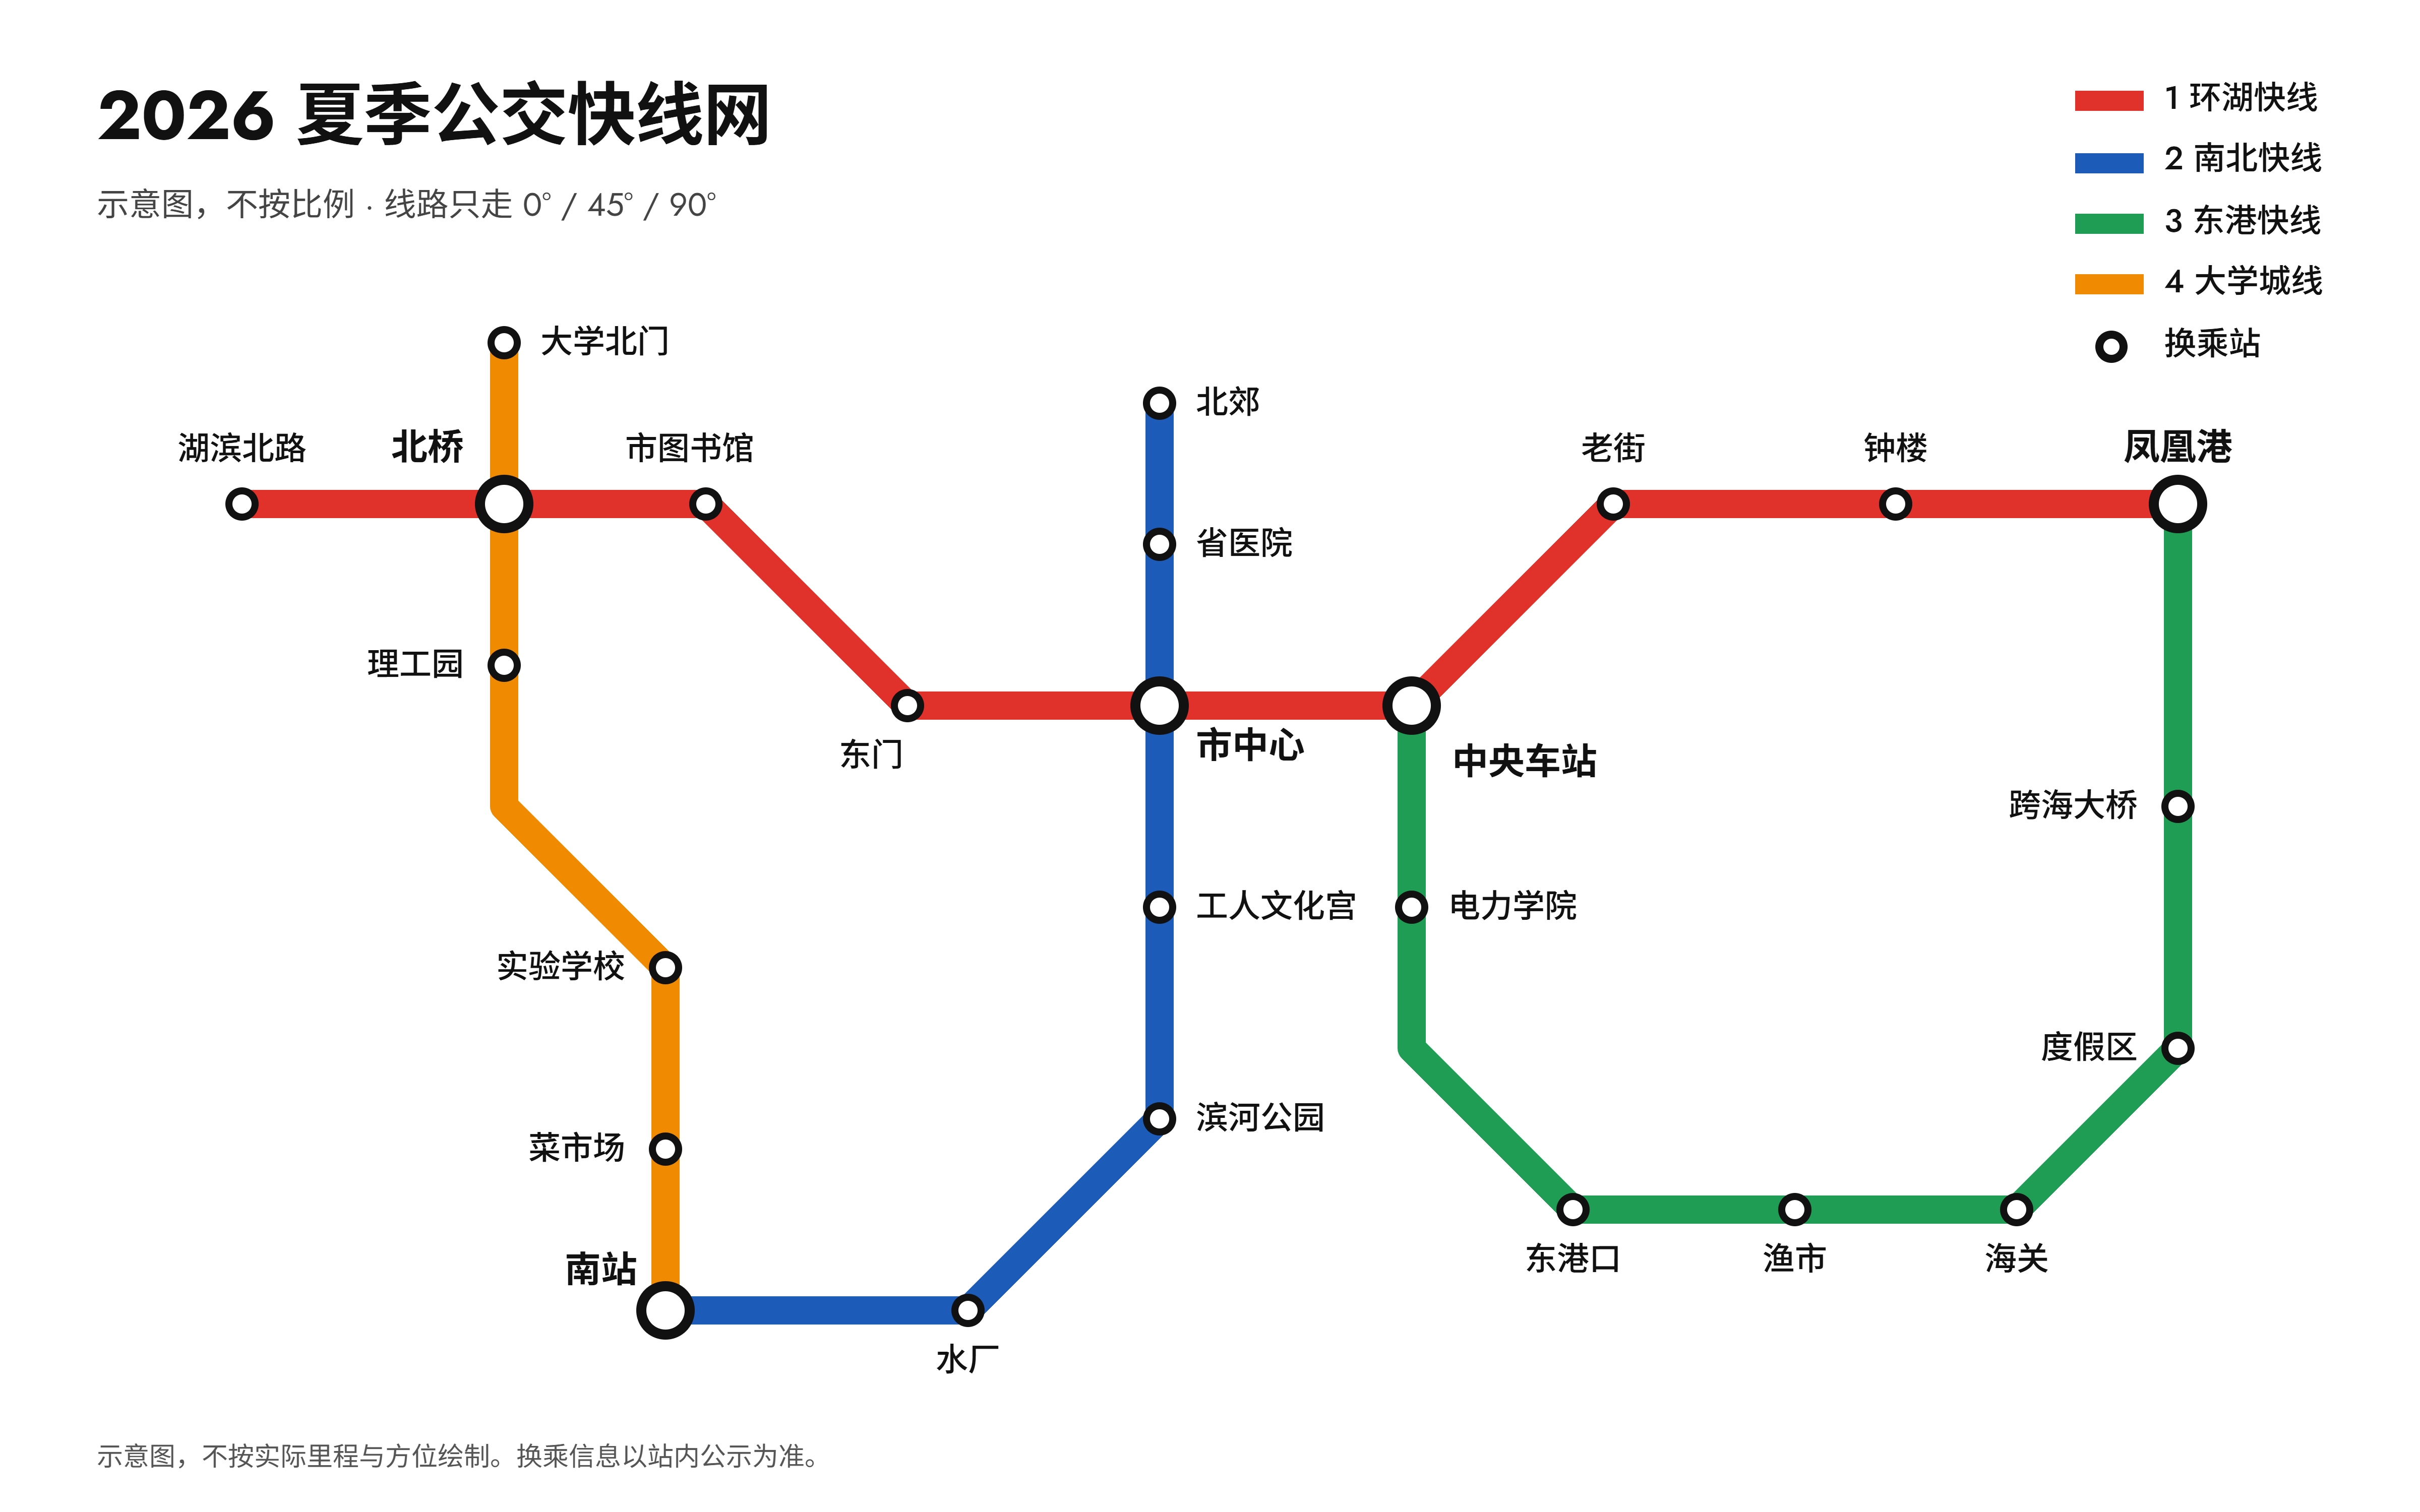 2026 夏季公交快线网
示意图，不按比例 · 线路只走 0° / 45° / 90°
1 环湖快线
2 南北快线
3 东港快线
4 大学城线
换乘站
大学北门
北郊
湖滨北路
北桥
市图书馆
老街
钟楼
凤凰港
省医院
理工园
东门
市中心
中央车站
跨海大桥
工人文化宫
电力学院
实验学校
度假区
滨河公园
菜市场
南站
东港口
渔市
海关
水厂
示意图，不按实际里程与方位绘制。换乘信息以站内公示为准。